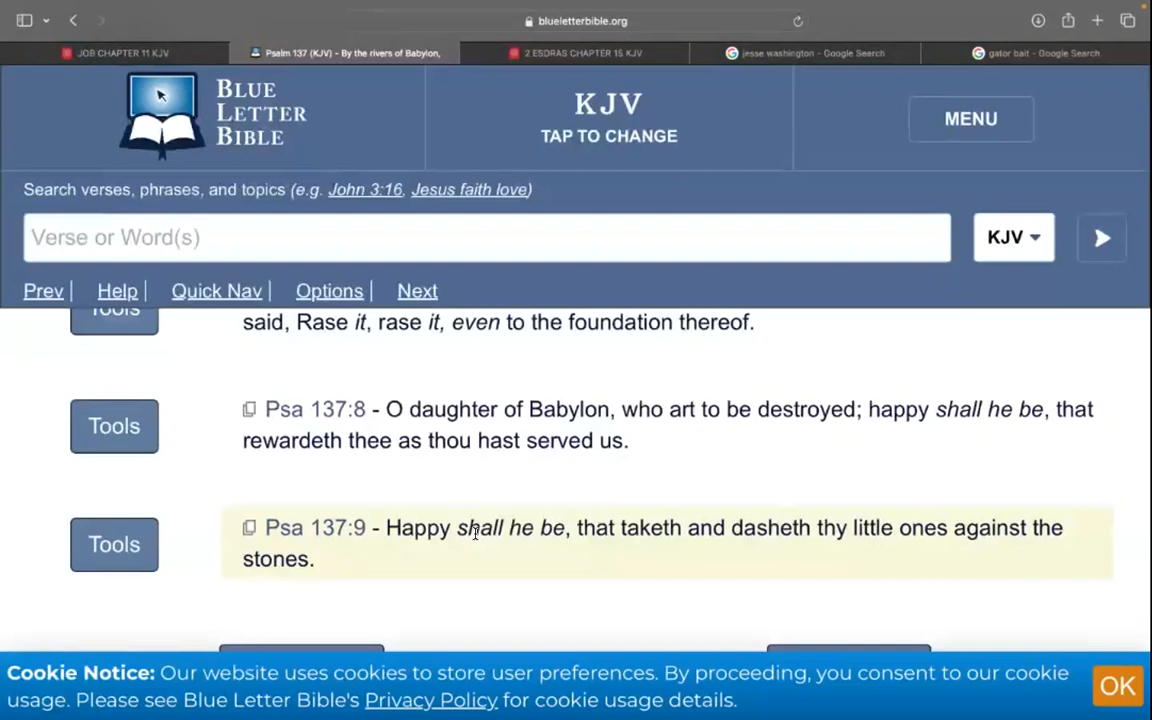 blueletterbible.org
JOB CHAPTER 11 KJV
Psalm 137 (KJV) - By the rivers of Babylon,
2 ESDRAS CHAPTER 15 KJV
jesse washington - Google Search
gator bait - Google Search
BLUE
LETTER
BIBLE
KJV
TAP TO CHANGE
MENU
Search verses, phrases, and topics (e.g. John 3:16, Jesus faith love)
Verse or Word(s)
KJV
Prev | Help | Quick Nav | Options | Next
Tools
said, Rase it, rase it, even to the foundation thereof.
Tools
Psa 137:8 - O daughter of Babylon, who art to be destroyed; happy shall he be, that
rewardeth thee as thou hast served us.
Tools
Psa 137:9 - Happy shall he be, that taketh and dasheth thy little ones against the
stones.
Cookie Notice: Our website uses cookies to store user preferences. By proceeding, you consent to our cookie
usage. Please see Blue Letter Bible's Privacy Policy for cookie usage details.
OK